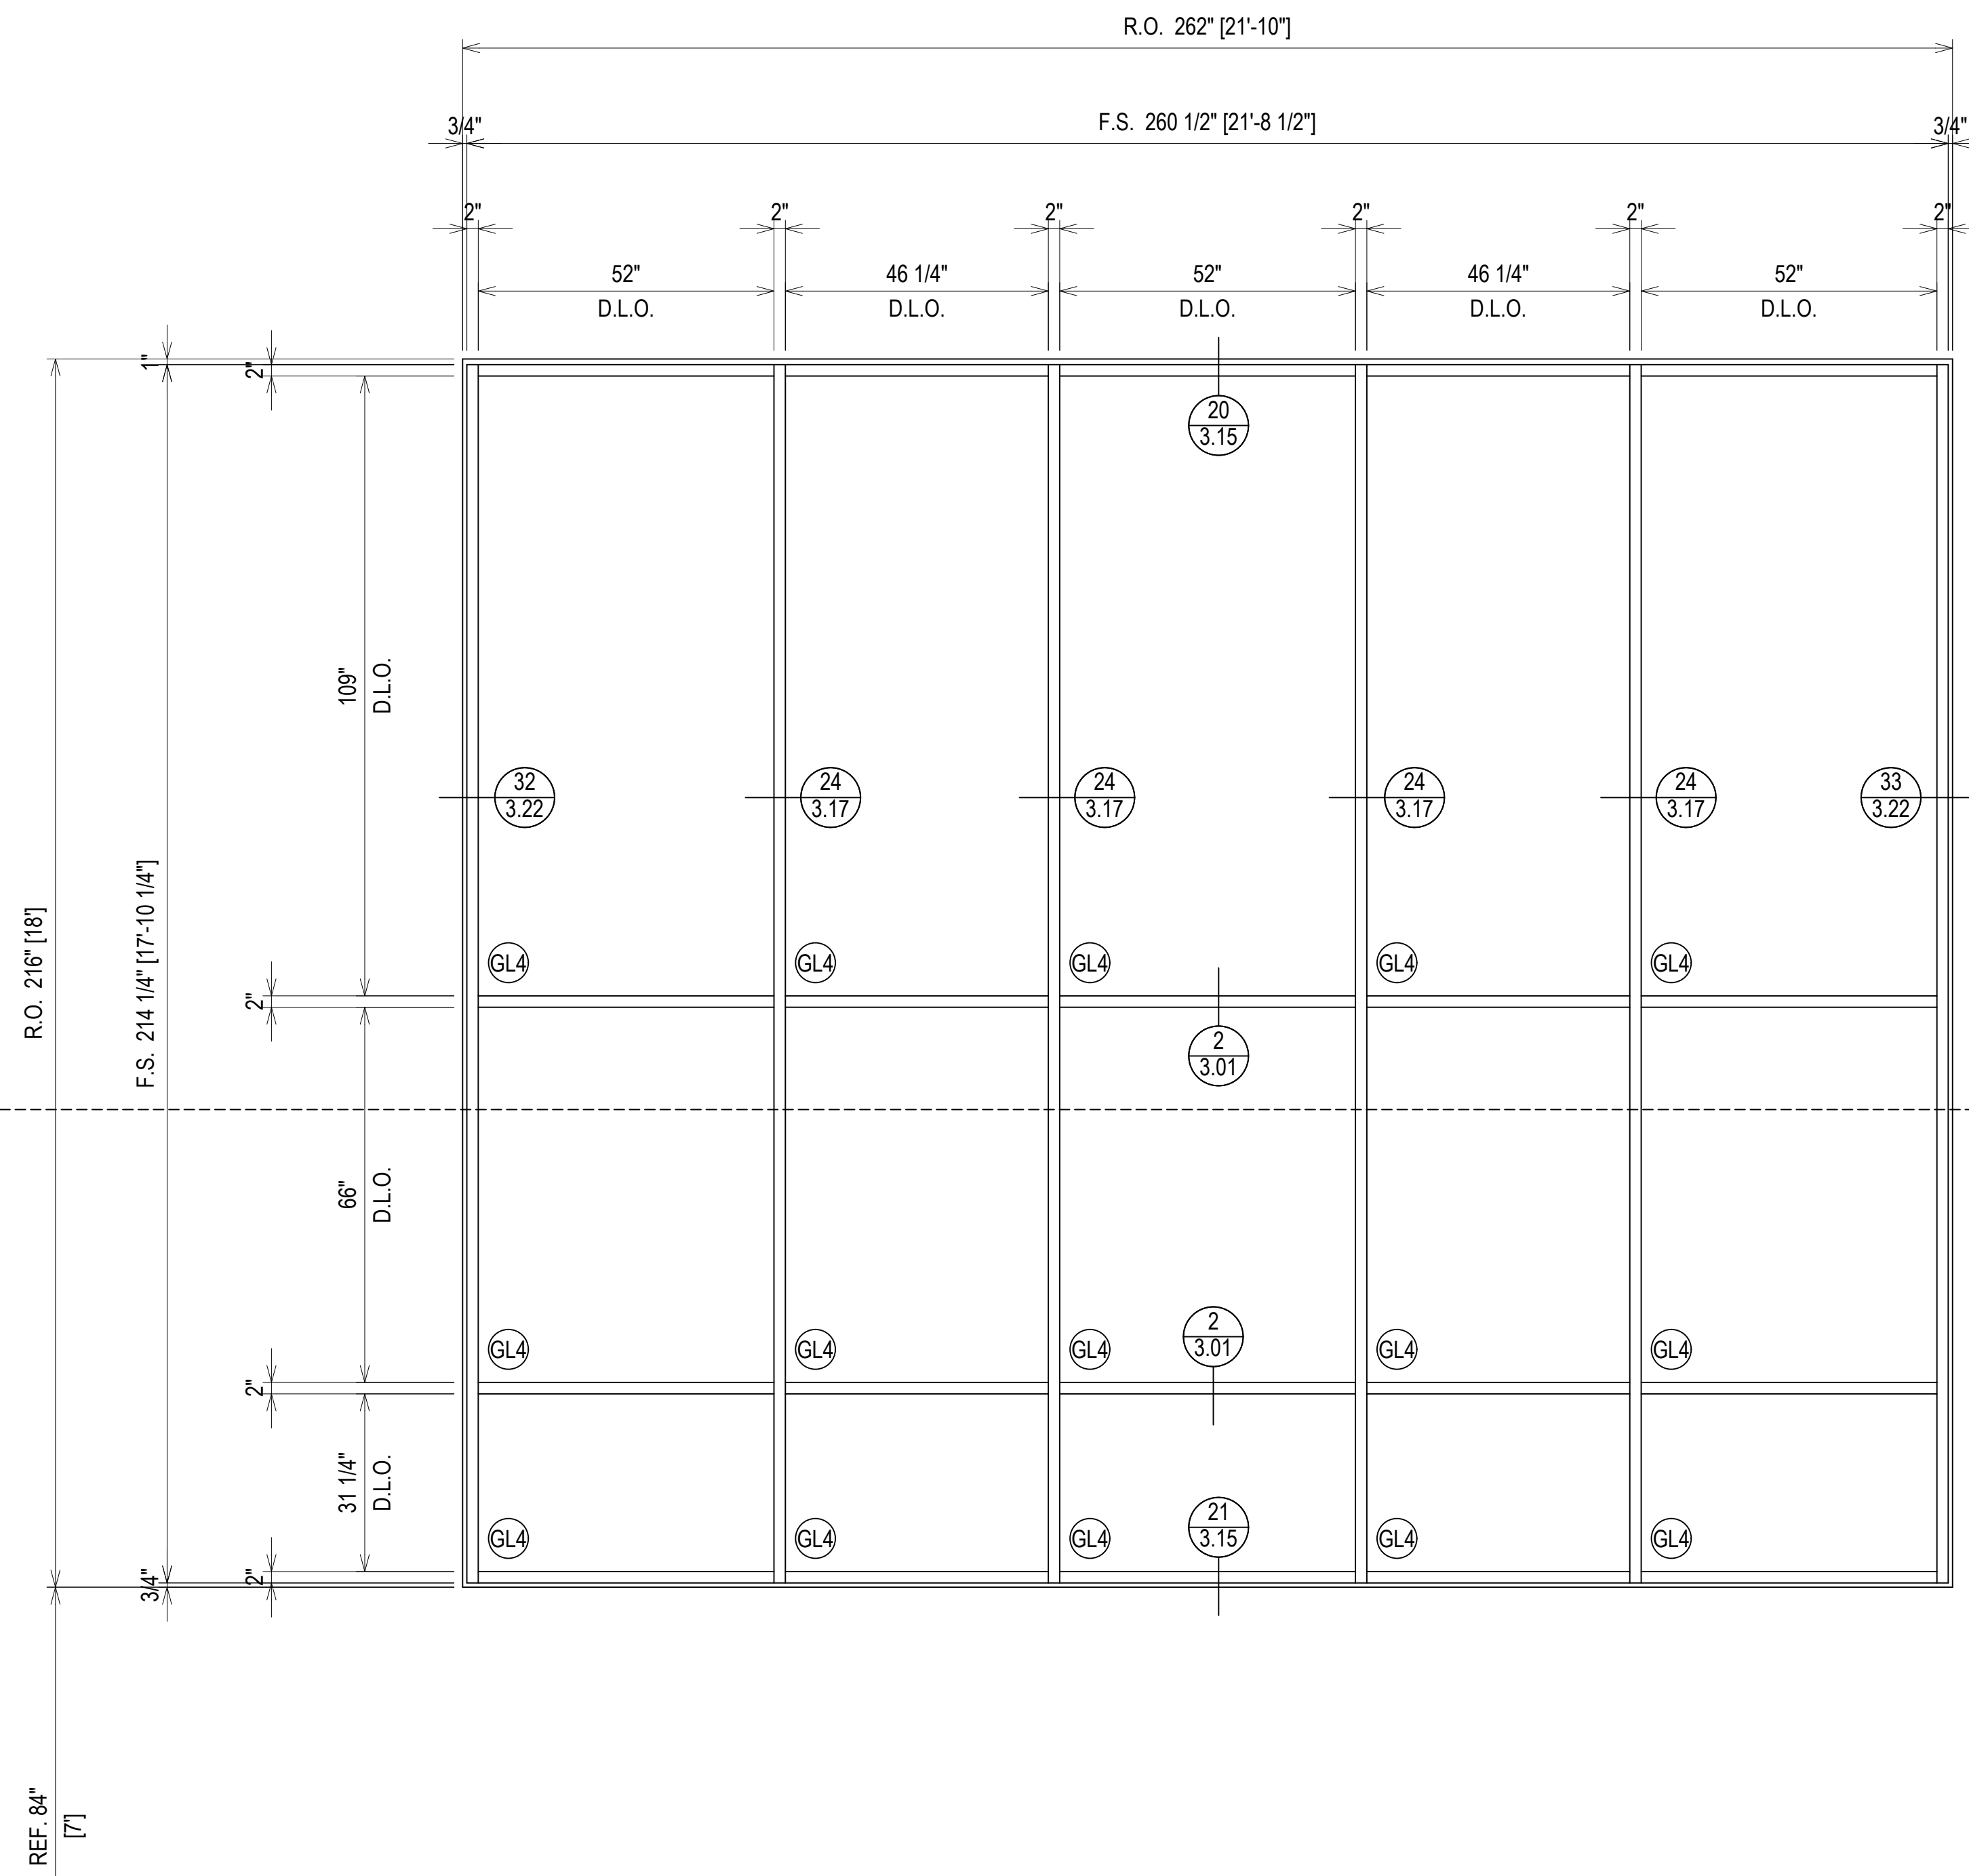 R.O. 262" [21'-10"]
3/4"
F.S. 260 1/2" [21'-8 1/2"]
3/4"
2"
2"
2"
2"
2"
2"
52"
46 1/4"
52"
46 1/4"
52"
D.L.O.
D.L.O.
D.L.O.
D.L.O.
D.L.O.
1"
2"
20
3.15
109"
D.L.O.
32
3.22
24
3.17
24
3.17
24
3.17
24
3.17
33
3.22
R.O. 216" [18']
F.S. 214 1/4" [17'-10 1/4"]
GL4
GL4
GL4
GL4
GL4
2"
2
3.01
66"
D.L.O.
2
3.01
GL4
GL4
GL4
GL4
GL4
2"
31 1/4"
D.L.O.
21
3.15
GL4
GL4
GL4
GL4
GL4
3/4"
2"
REF. 84"
[7']